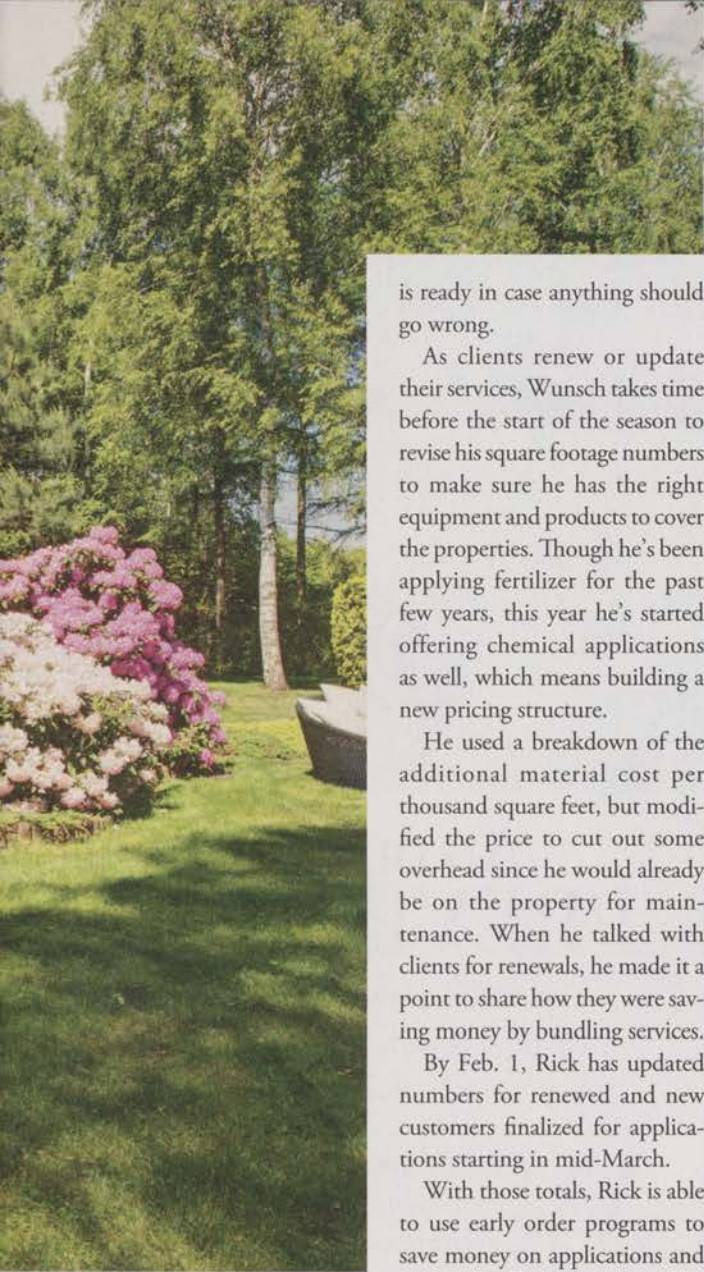 is ready in case anything should
go wrong.
As clients renew or update
their services, Wunsch takes time
before the start of the season to
revise his square footage numbers
to make sure he has the right
equipment and products to cover
the properties. Though he's been
applying fertilizer for the past
few years, this year he's started
offering chemical applications
as well, which means building a
new pricing structure.
He used a breakdown of the
additional material cost per
thousand square feet, but modi-
fied the price to cut out some
overhead since he would already
be on the property for main-
tenance. When he talked with
clients for renewals, he made it a
point to share how they were sav-
ing money by bundling services.
By Feb. 1, Rick has updated
numbers for renewed and new
customers finalized for applica-
tions starting in mid-March.
With those totals, Rick is able
to use early order programs to
save money on applications and